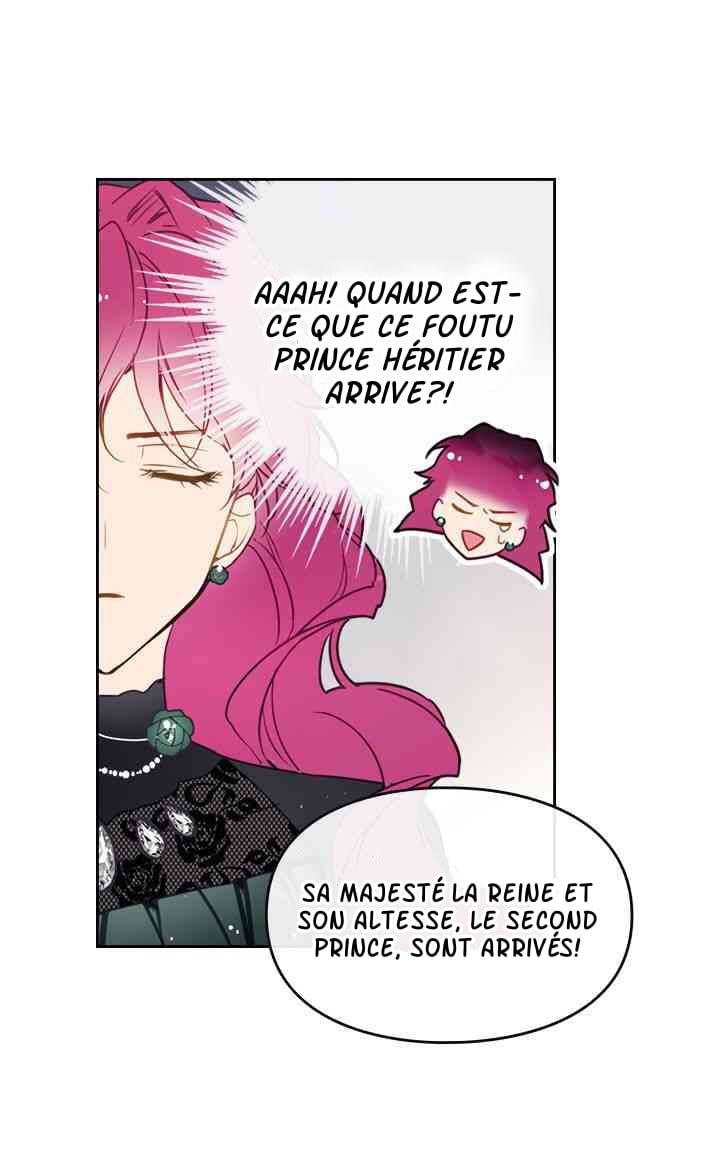 AAAH! QUAND EST-
CE QUE CE FOUTU
PRINCE HÉRITIER
ARRIVE?!
SA MAJESTÉ LA REINE ET
SON ALTESSE, LE SECOND
PRINCE, SONT ARRIVÉS!